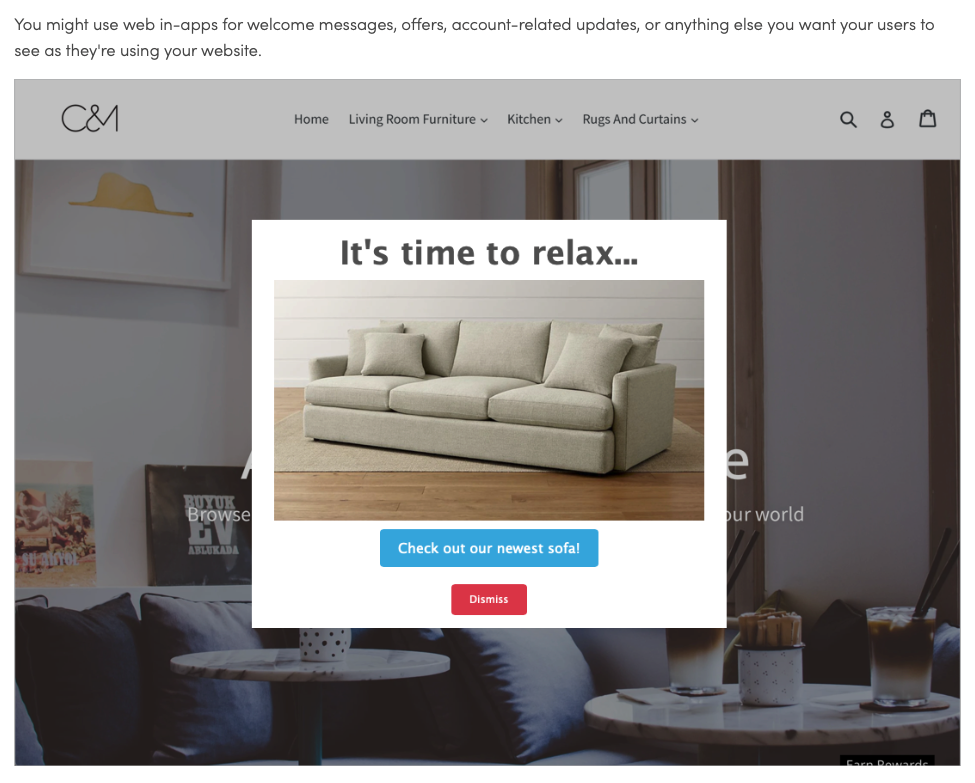 You might use web in-apps for welcome messages, offers, account-related updates, or anything else you want your users to
see as they're using your website.
C&M
Home Living Room Furniture Kitchen Rugs And Curtains
It's time to relax...
A e
Browse our world
BUYUK
EV
ABLUKADA
Check out our newest sofa!
Dismiss
Earn Rewards